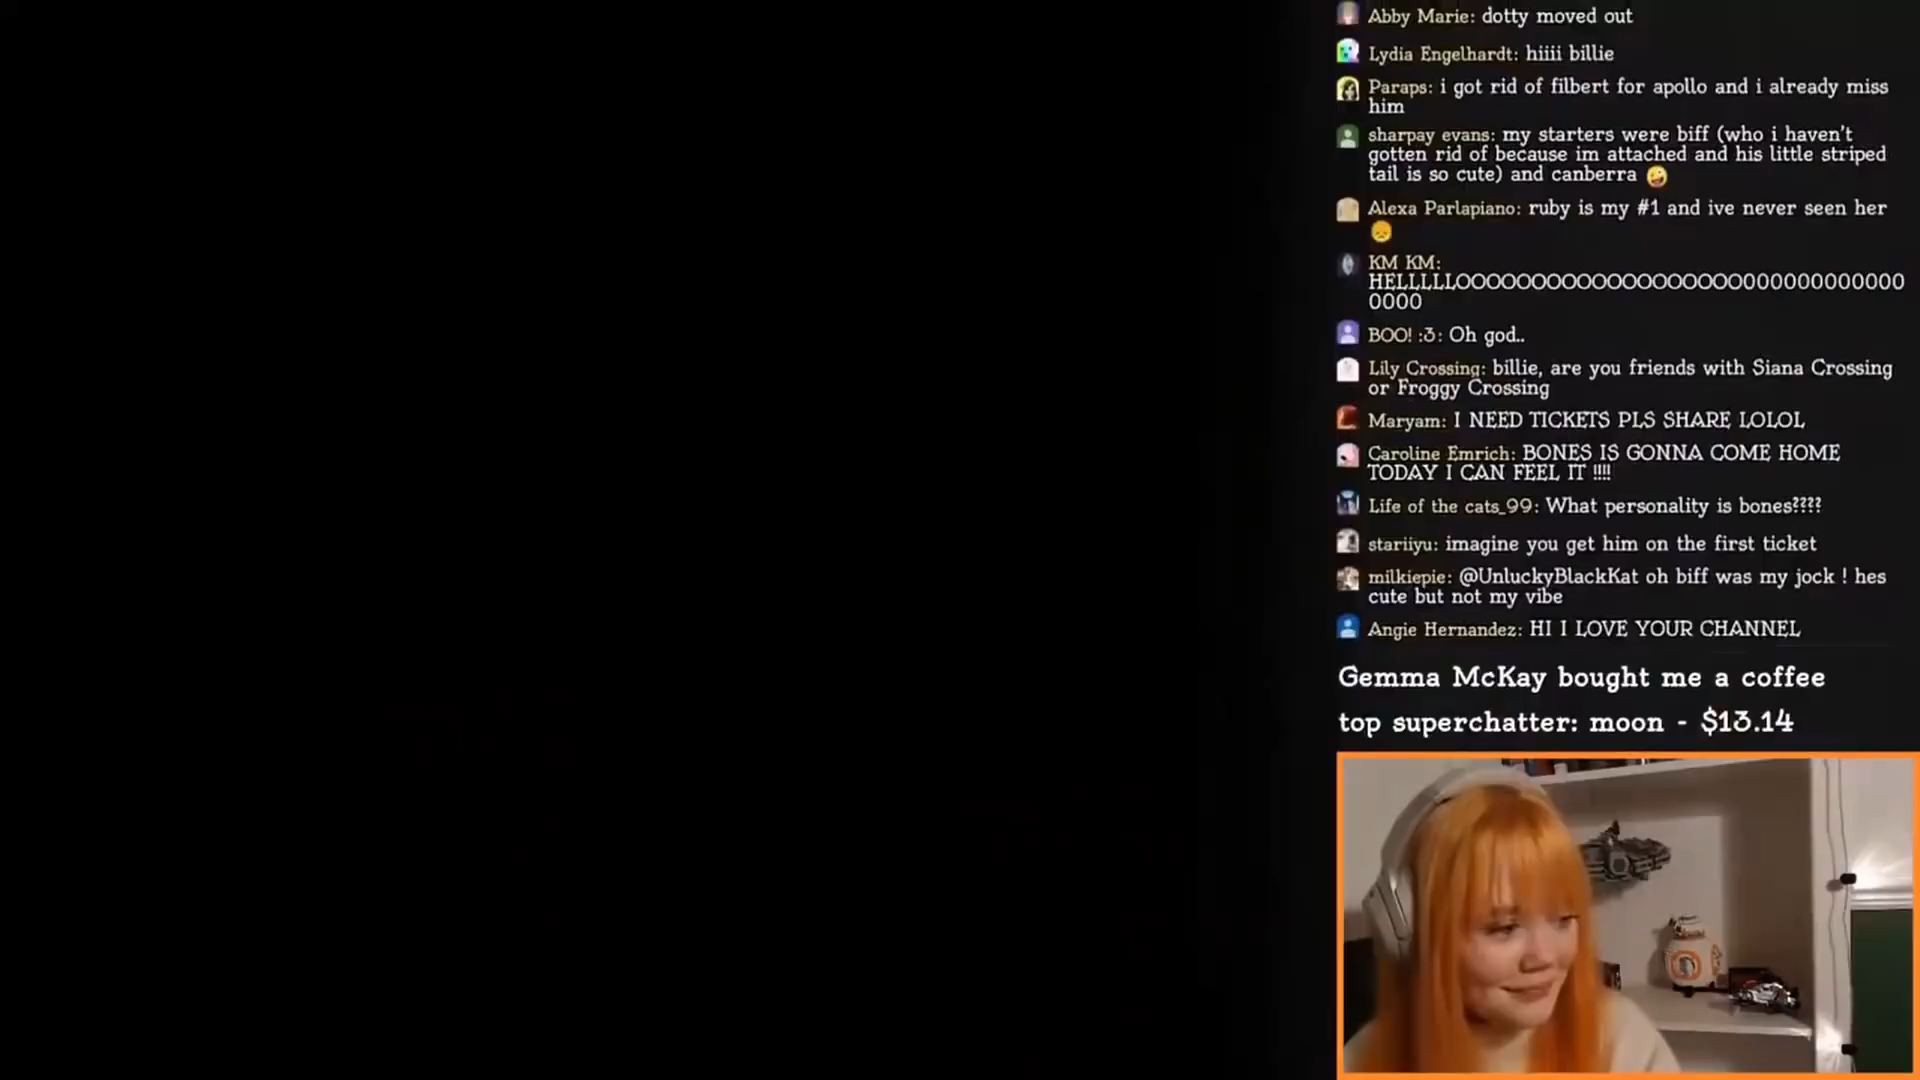 Abby Marie: dotty moved out
Lydia Engelhardt: hiiii billie
Paraps: i got rid of filbert for apollo and i already miss
him
sharpay evans: my starters were biff (who i haven't
gotten rid of because im attached and his little striped
tail is so cute) and canberra 🤪
Alexa Parlapiano: ruby is my #1 and ive never seen her
😞
KM KM:
HELLLLLOOOOOOOOOOOOOOOOOOO00000000000
0000
BOO! :3: Oh god..
Lily Crossing: billie, are you friends with Siana Crossing
or Froggy Crossing
Maryam: I NEED TICKETS PLS SHARE LOLOL
Caroline Emrich: BONES IS GONNA COME HOME
TODAY I CAN FEEL IT !!!!
Life of the cats_99: What personality is bones????
stariiyu: imagine you get him on the first ticket
milkiepie: @UnluckyBlackKat oh biff was my jock ! hes
cute but not my vibe
Angie Hernandez: HI I LOVE YOUR CHANNEL
Gemma McKay bought me a coffee
top superchatter: moon - $13.14